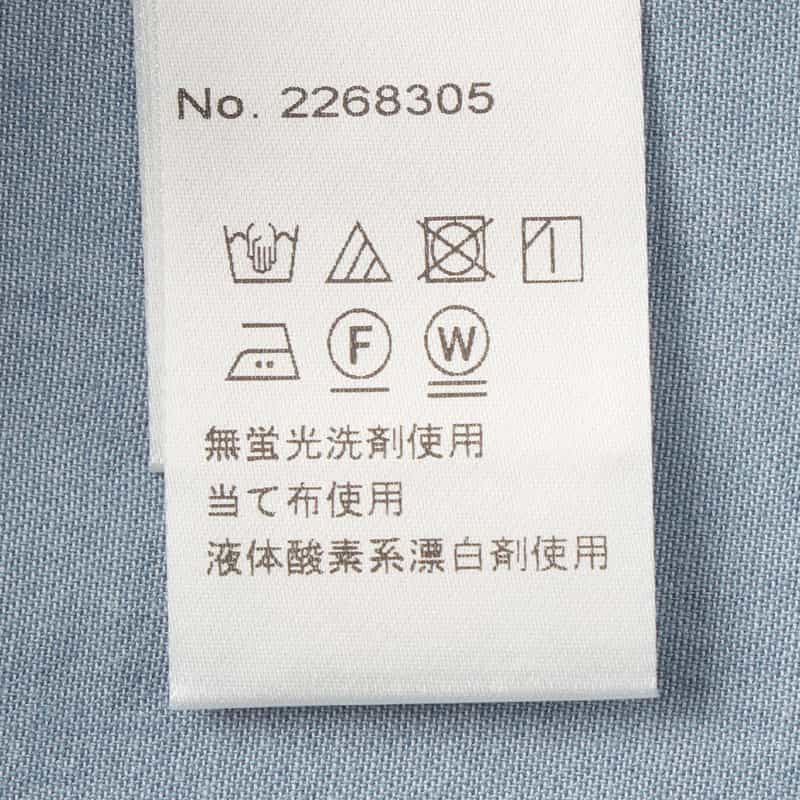 No. 2268305
F W
無蛍光洗剤使用
当て布使用
液体酸素系漂白剤使用